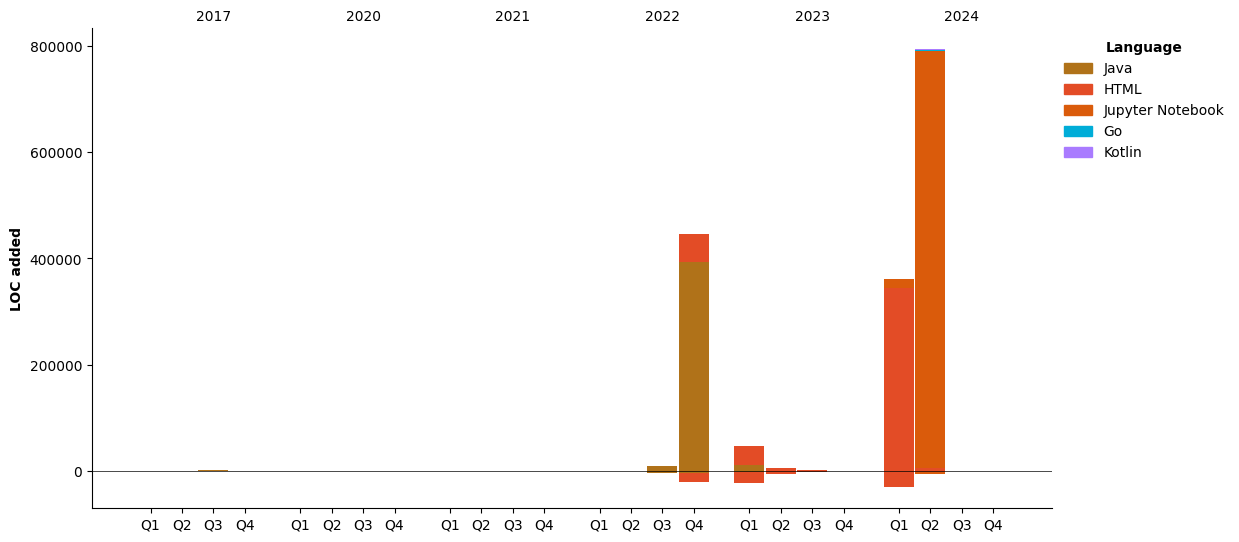 2017 2020 2021 2022 2023 2024
800000
600000
400000
200000
0
LOC added
Q1 Q2 Q3 Q4 Q1 Q2 Q3 Q4 Q1 Q2 Q3 Q4 Q1 Q2 Q3 Q4 Q1 Q2 Q3 Q4 Q1 Q2 Q3 Q4
Language
Java
HTML
Jupyter Notebook
Go
Kotlin